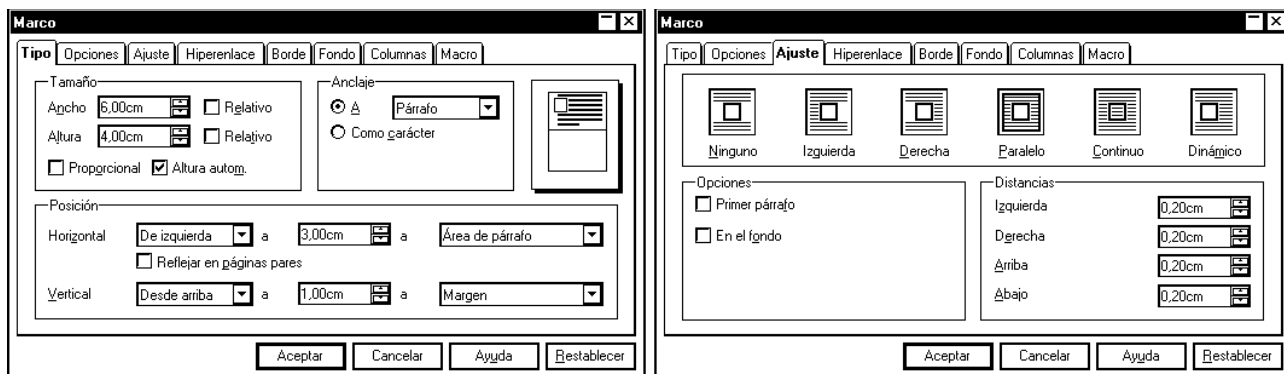 Marco
Tipo Opciones Ajuste Hiperenlace Borde Fondo Columnas Macro
Tamaño
Ancho 6,00cm Relativo
Altura 4,00cm Relativo
Proporcional Altura autom.
Anclaje
A Párrafo
Como carácter
Posición
Horizontal De izquierda a 3,00cm a Área de párrafo
Reflejar en páginas pares
Vertical Desde arriba a 1,00cm a Margen
Aceptar Cancelar Ayuda Restablecer
Marco
Tipo Opciones Ajuste Hiperenlace Borde Fondo Columnas Macro
Ninguno Izquierda Derecha Paralelo Continuo Dinámico
Opciones
Primer párrafo
En el fondo
Distancias
Izquierda 0,20cm
Derecha 0,20cm
Arriba 0,20cm
Abajo 0,20cm
Aceptar Cancelar Ayuda Restablecer